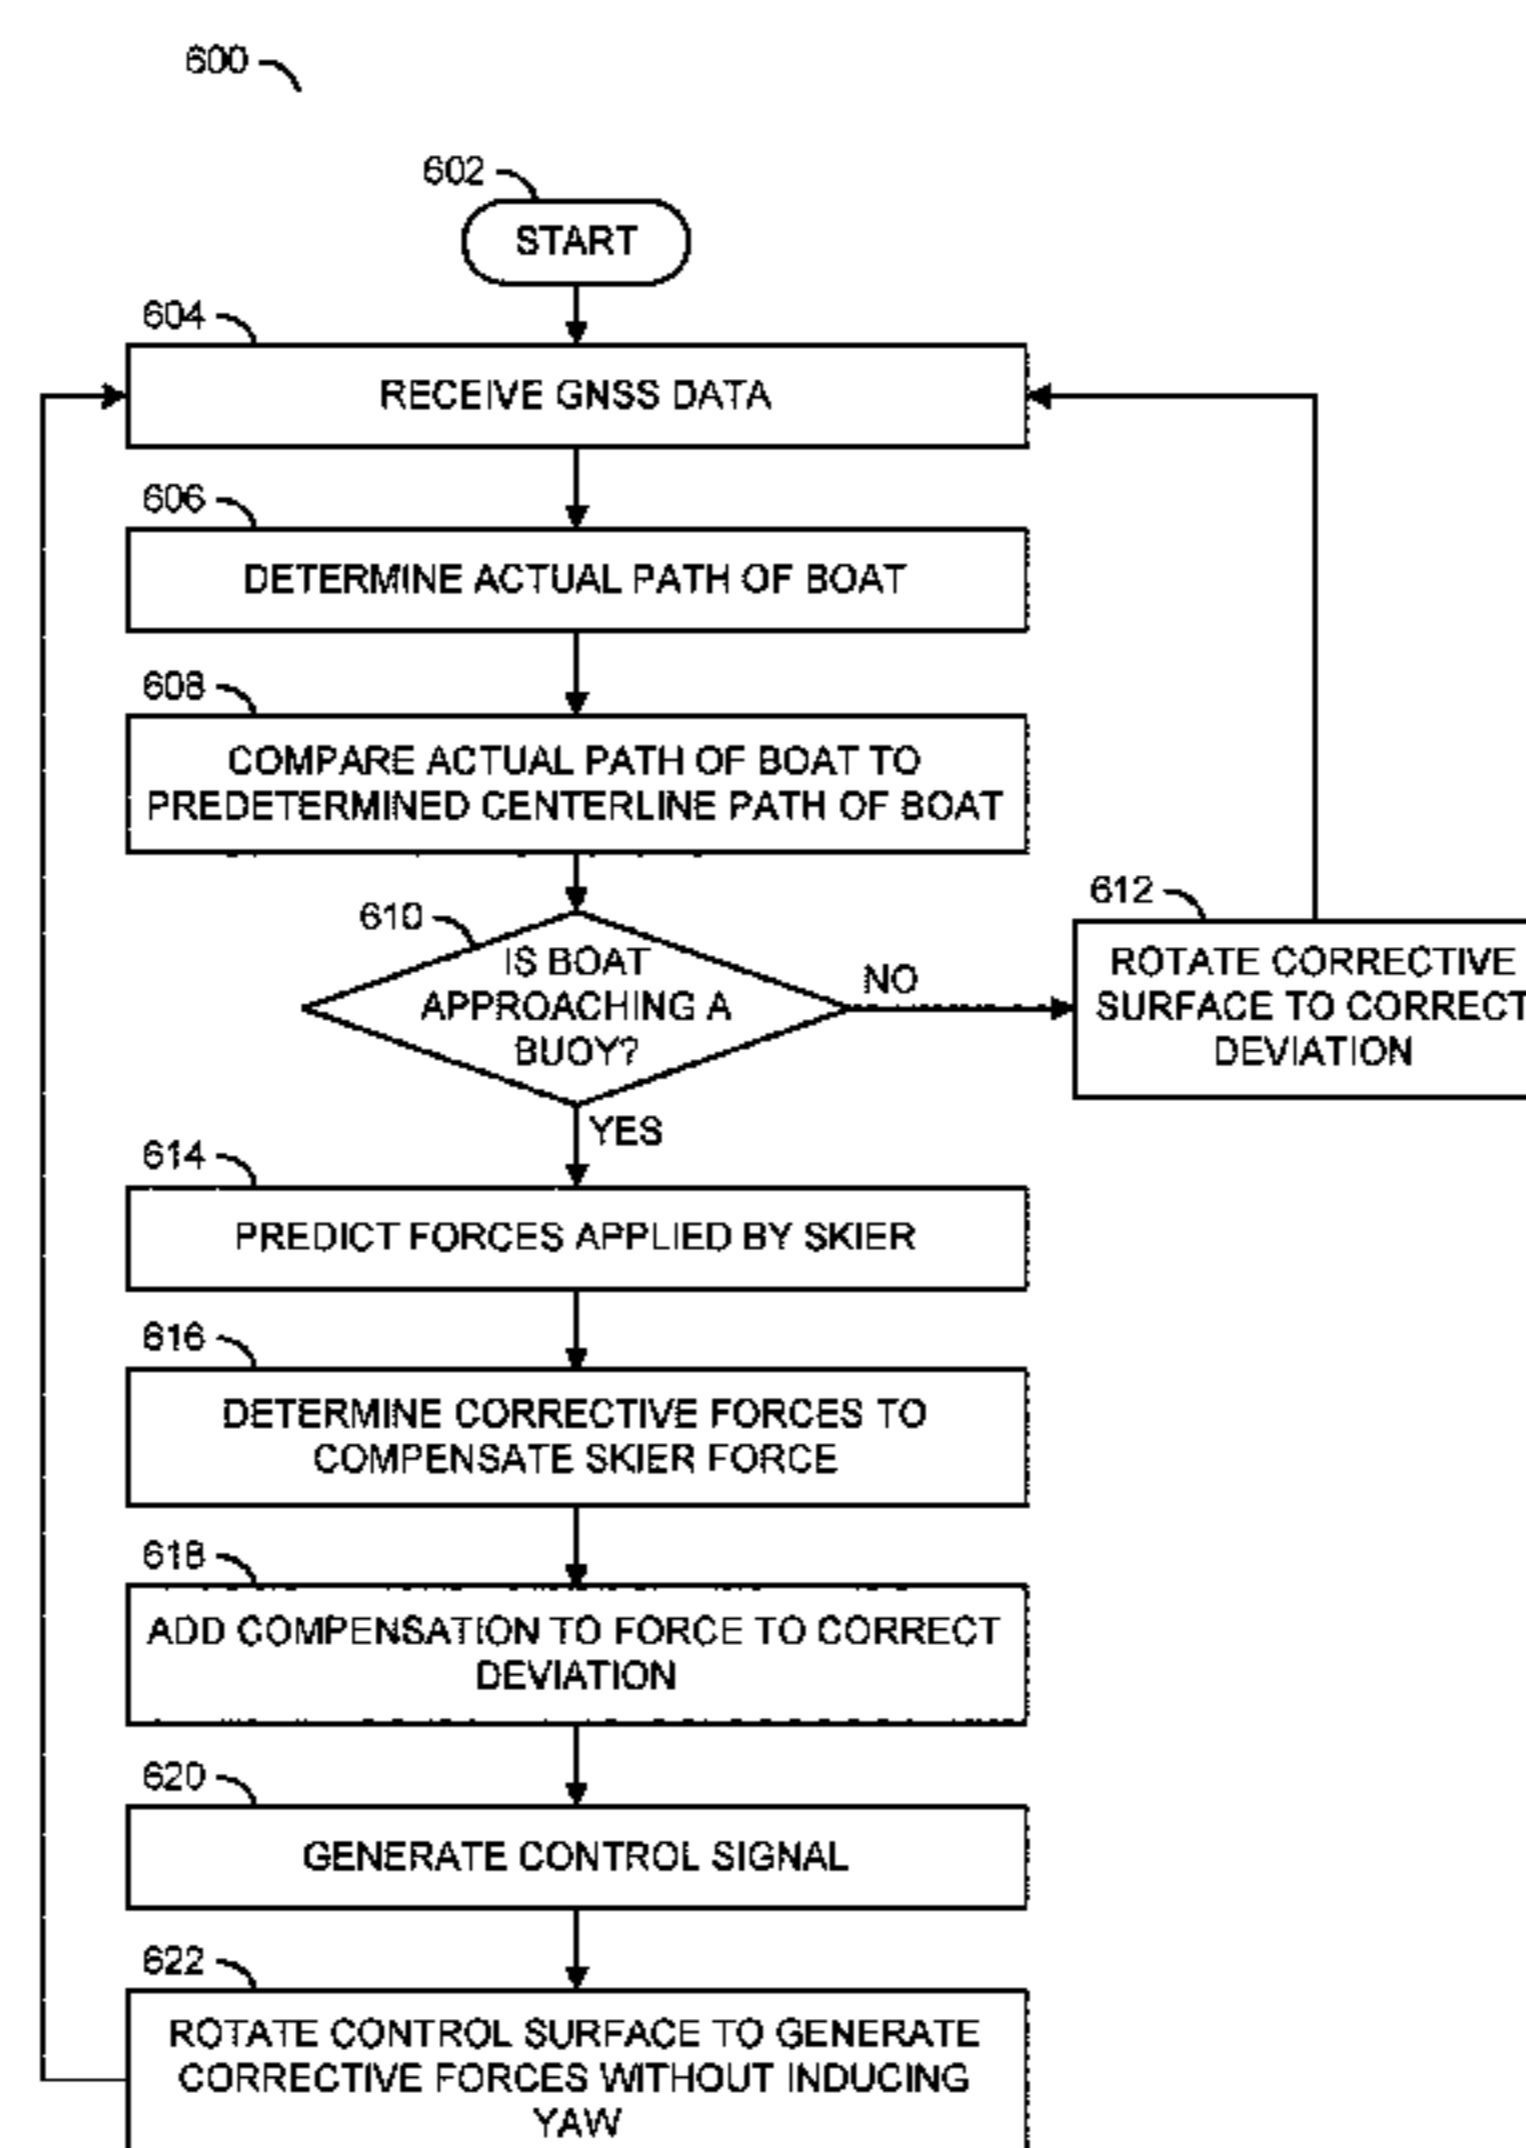 600
602
START
604
RECEIVE GNSS DATA
606
DETERMINE ACTUAL PATH OF BOAT
608
COMPARE ACTUAL PATH OF BOAT TO
PREDETERMINED CENTERLINE PATH OF BOAT
610
IS BOAT
APPROACHING A
BUOY?
NO
612
ROTATE CORRECTIVE
SURFACE TO CORRECT
DEVIATION
YES
614
PREDICT FORCES APPLIED BY SKIER
616
DETERMINE CORRECTIVE FORCES TO
COMPENSATE SKIER FORCE
618
ADD COMPENSATION TO FORCE TO CORRECT
DEVIATION
620
GENERATE CONTROL SIGNAL
622
ROTATE CONTROL SURFACE TO GENERATE
CORRECTIVE FORCES WITHOUT INDUCING
YAW